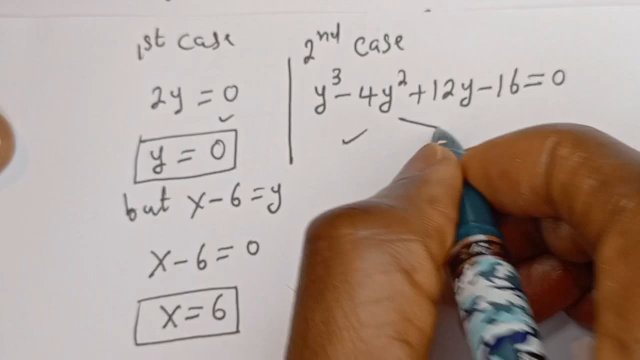 1st case
2y = 0
y = 0
but x-6=y
x-6=0
x=6
2nd case
y³-4y²+12y-16=0